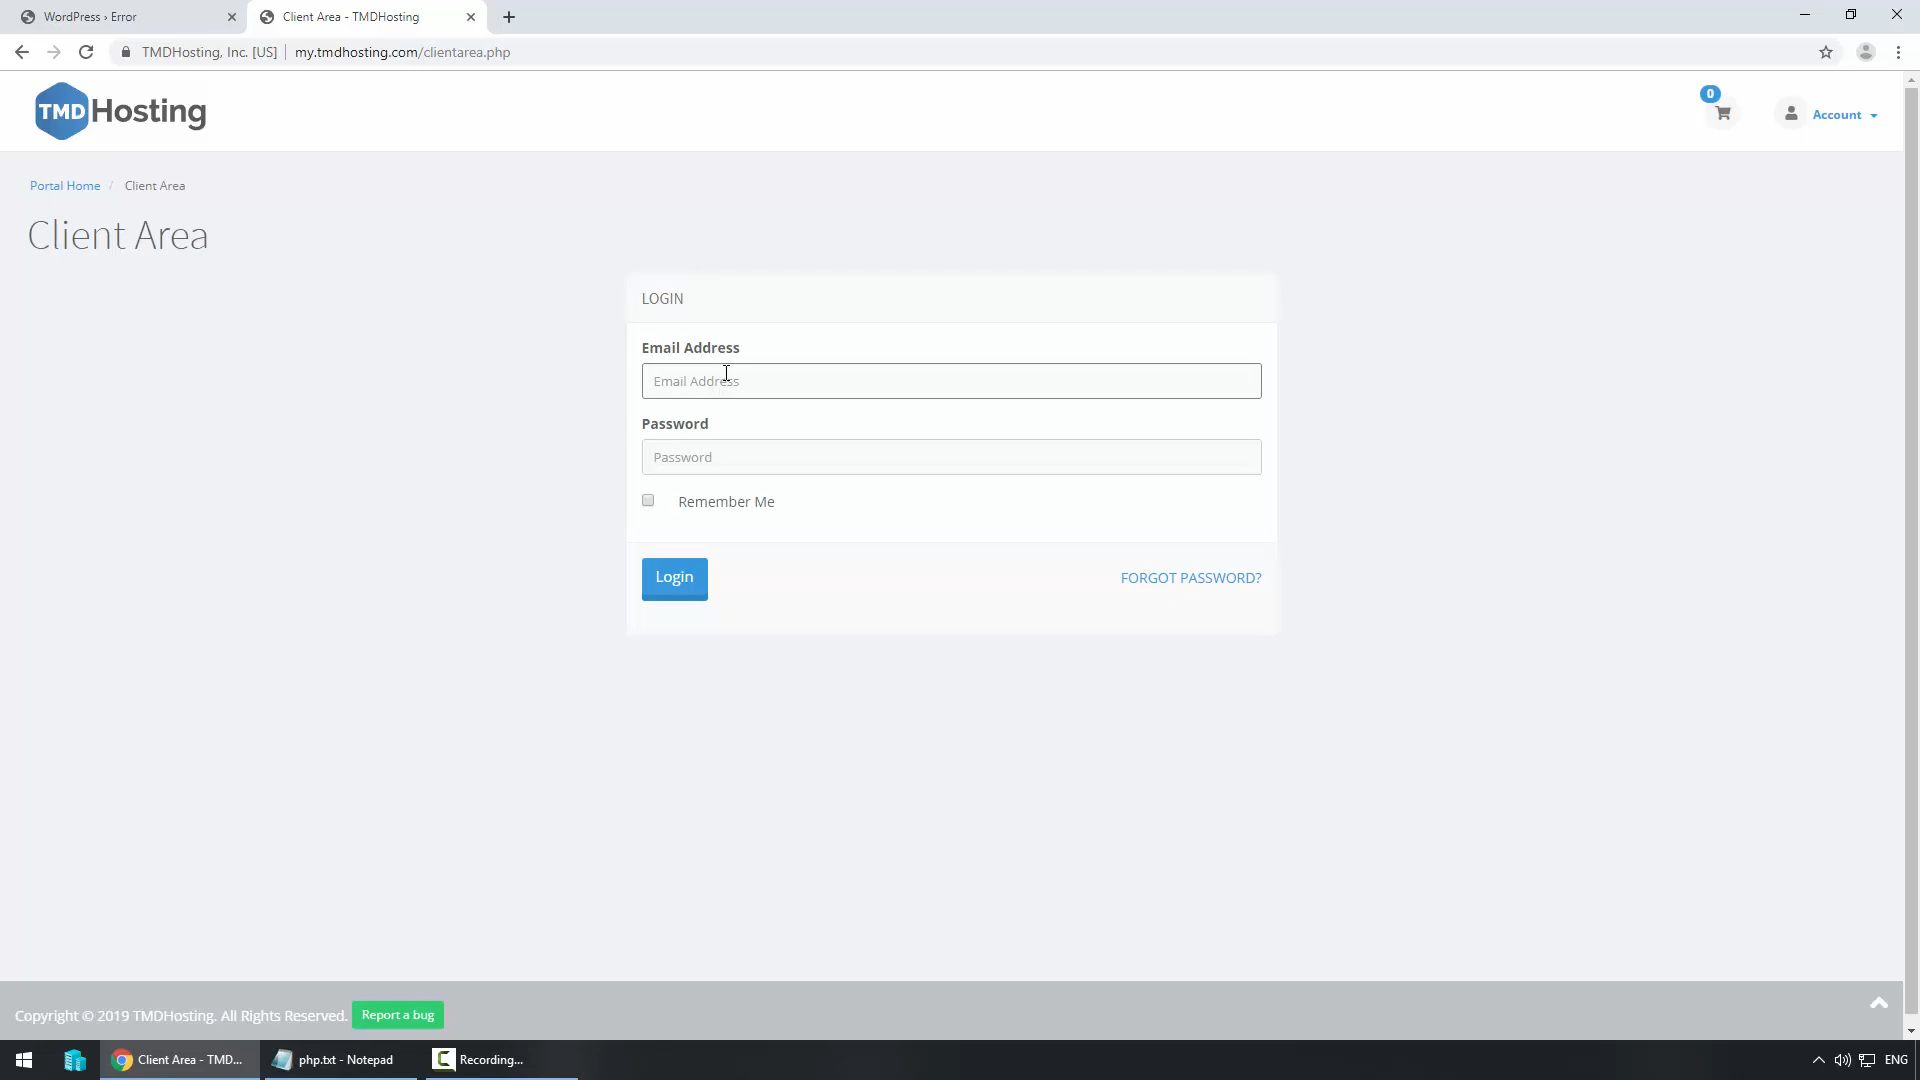 WordPress › Error
Client Area - TMDHosting
TMDHosting, Inc. [US]
my.tmdhosting.com/clientarea.php
TMD Hosting
0
Account
Portal Home / Client Area
Client Area
LOGIN
Email Address
Email Address
Password
Password
Remember Me
Login
FORGOT PASSWORD?
Copyright © 2019 TMDHosting. All Rights Reserved.
Report a bug
Client Area - TMD...
php.txt - Notepad
Recording...
ENG